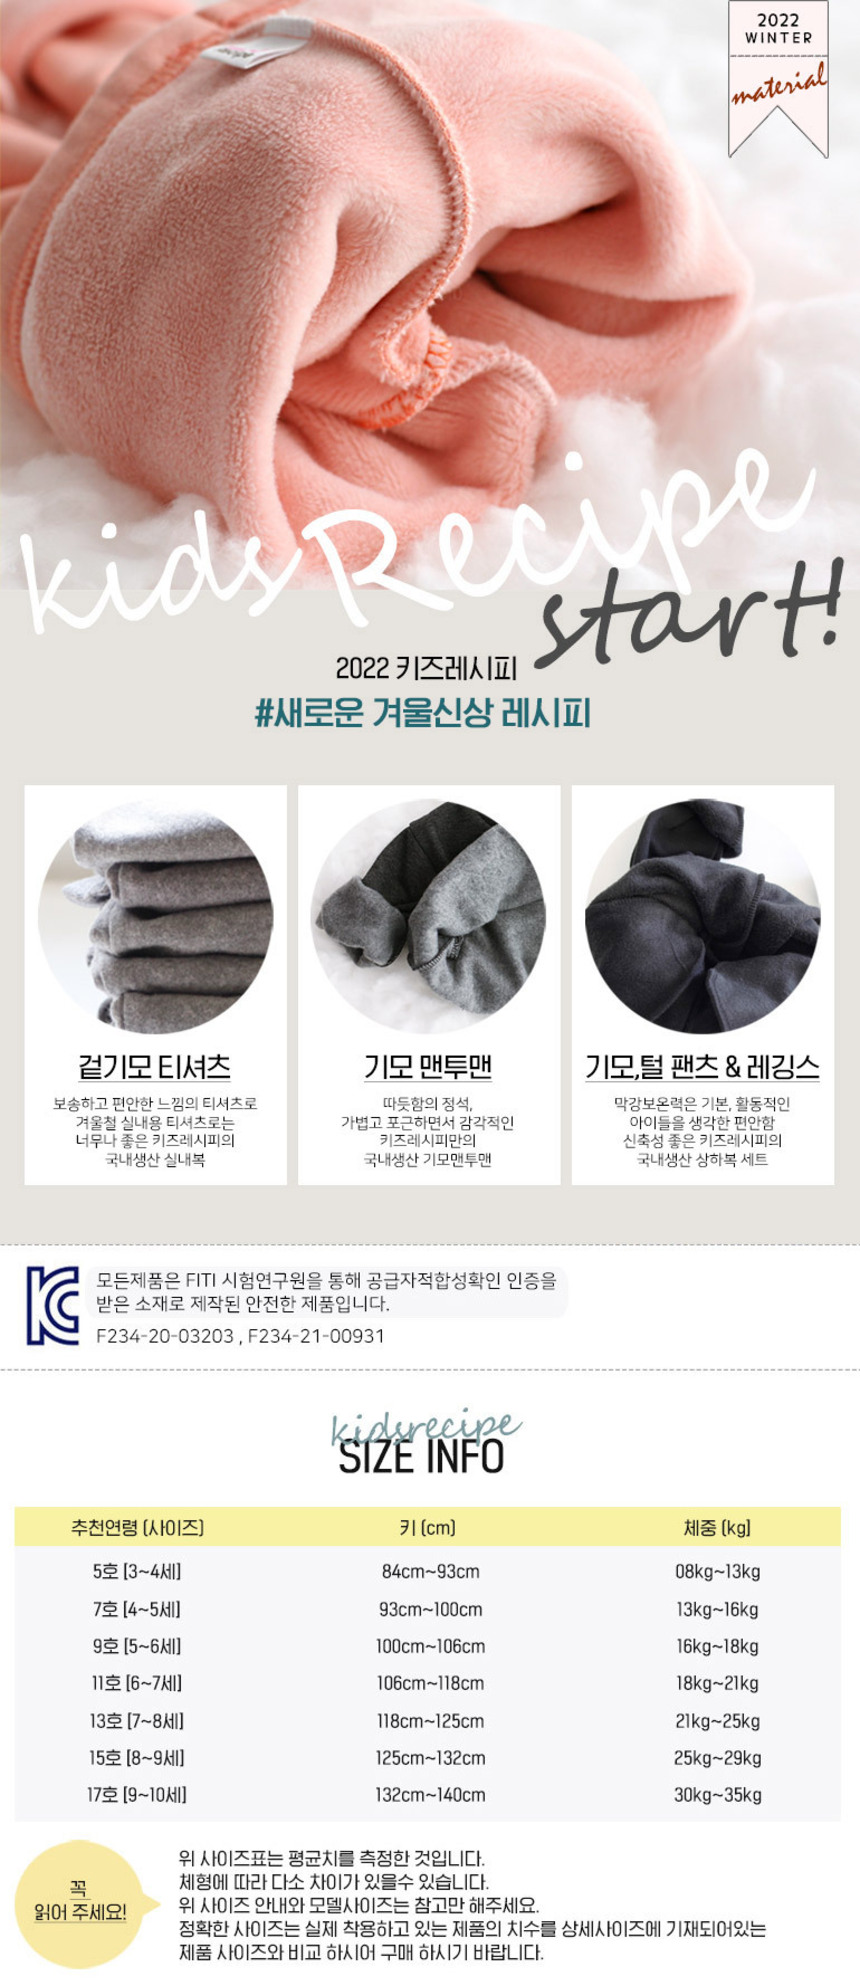 2022
WINTER
material
kids Recipe
start!
2022 키즈레시피
#새로운 겨울신상 레시피
겉기모 티셔츠
보송하고 편안한 느낌의 티셔츠로
겨울철 실내용 티셔츠로는
너무나 좋은 키즈레시피의
국내생산 실내복
기모 맨투맨
따듯함의 정석,
가볍고 포근하면서 감각적인
키즈레시피만의
국내생산 기모맨투맨
기모,털 팬츠 & 레깅스
막강보온력은 기본, 활동적인
아이들을 생각한 편안함
신축성 좋은 키즈레시피의
국내생산 상하복 세트
모든제품은 FITI 시험연구원을 통해 공급자적합성확인 인증을
받은 소재로 제작된 안전한 제품입니다.
F234-20-03203 , F234-21-00931
kidsrecipe
SIZE INFO
추천연령 (사이즈) 키 (cm) 체중 (kg)
5호 [3~4세] 84cm~93cm 08kg~13kg
7호 [4~5세] 93cm~100cm 13kg~16kg
9호 [5~6세] 100cm~106cm 16kg~18kg
11호 [6~7세] 106cm~118cm 18kg~21kg
13호 [7~8세] 118cm~125cm 21kg~25kg
15호 [8~9세] 125cm~132cm 25kg~29kg
17호 [9~10세] 132cm~140cm 30kg~35kg
꼭
읽어 주세요!
위 사이즈표는 평균치를 측정한 것입니다.
체형에 따라 다소 차이가 있을수 있습니다.
위 사이즈 안내와 모델사이즈는 참고만 해주세요.
정확한 사이즈는 실제 착용하고 있는 제품의 치수를 상세사이즈에 기재되어있는
제품 사이즈와 비교 하시어 구매 하시기 바랍니다.